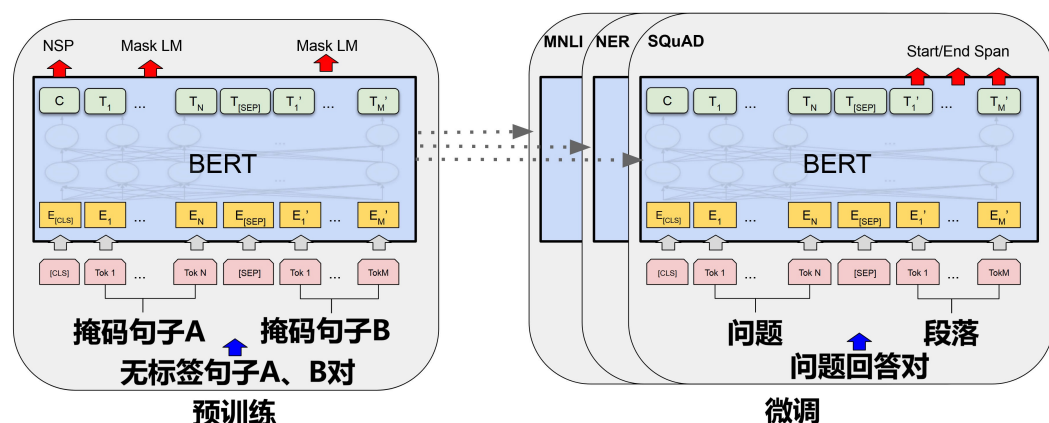 NSP Mask LM Mask LM
C T1 ... TN T[SEP] T1' ... TM'
...
...
BERT
E[CLS] E1 ... EN E[SEP] E1' ... EM'
[CLS] Tok 1 ... Tok N [SEP] Tok 1 ... TokM
掩码句子A 掩码句子B
无标签句子A、B对
预训练
MNLI NER SQuAD
Start/End Span
C T1 ... TN T[SEP] T1' ... TM'
...
...
BERT
E[CLS] E1 ... EN E[SEP] E1' ... EM'
[CLS] Tok 1 ... Tok N [SEP] Tok 1 ... TokM
问题 段落
问题回答对
微调